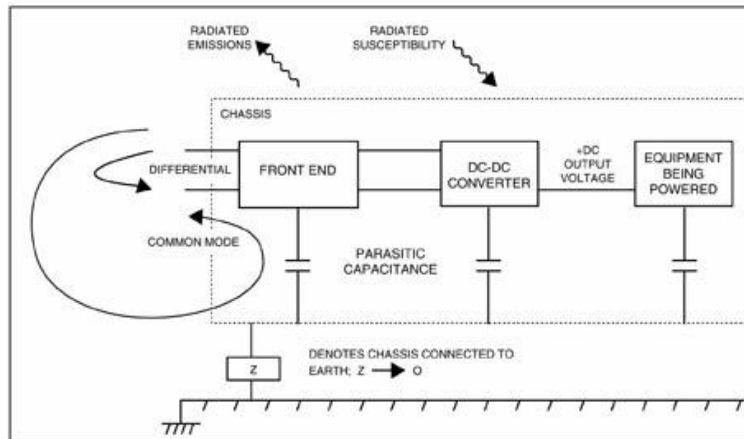 RADIATED
EMISSIONS
RADIATED
SUSCEPTIBILITY
CHASSIS
DIFFERENTIAL
FRONT END
DC-DC
CONVERTER
+DC
OUTPUT
VOLTAGE
EQUIPMENT
BEING
POWERED
COMMON MODE
PARASITIC
CAPACITANCE
Z
DENOTES CHASSIS CONNECTED TO
EARTH; Z O